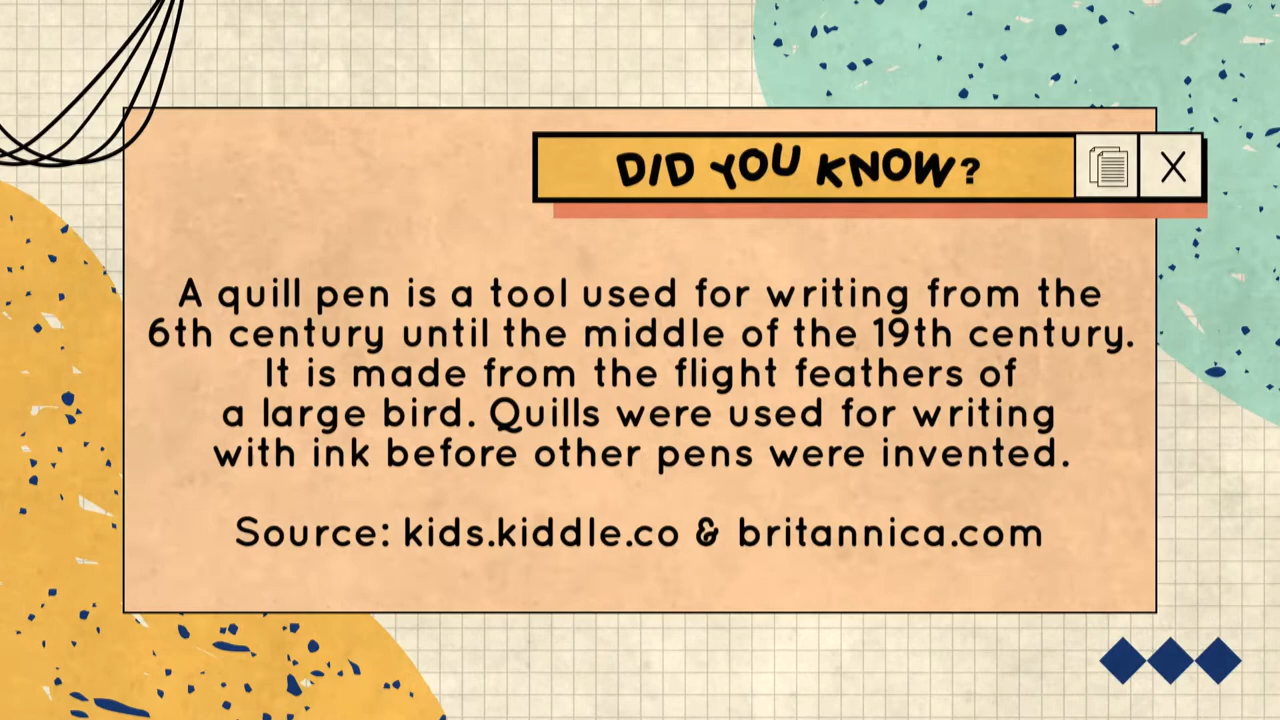 DID YOU KNOW?
A quill pen is a tool used for writing from the
6th century until the middle of the 19th century.
It is made from the flight feathers of
a large bird. Quills were used for writing
with ink before other pens were invented.
Source: kids.kiddle.co & britannica.com